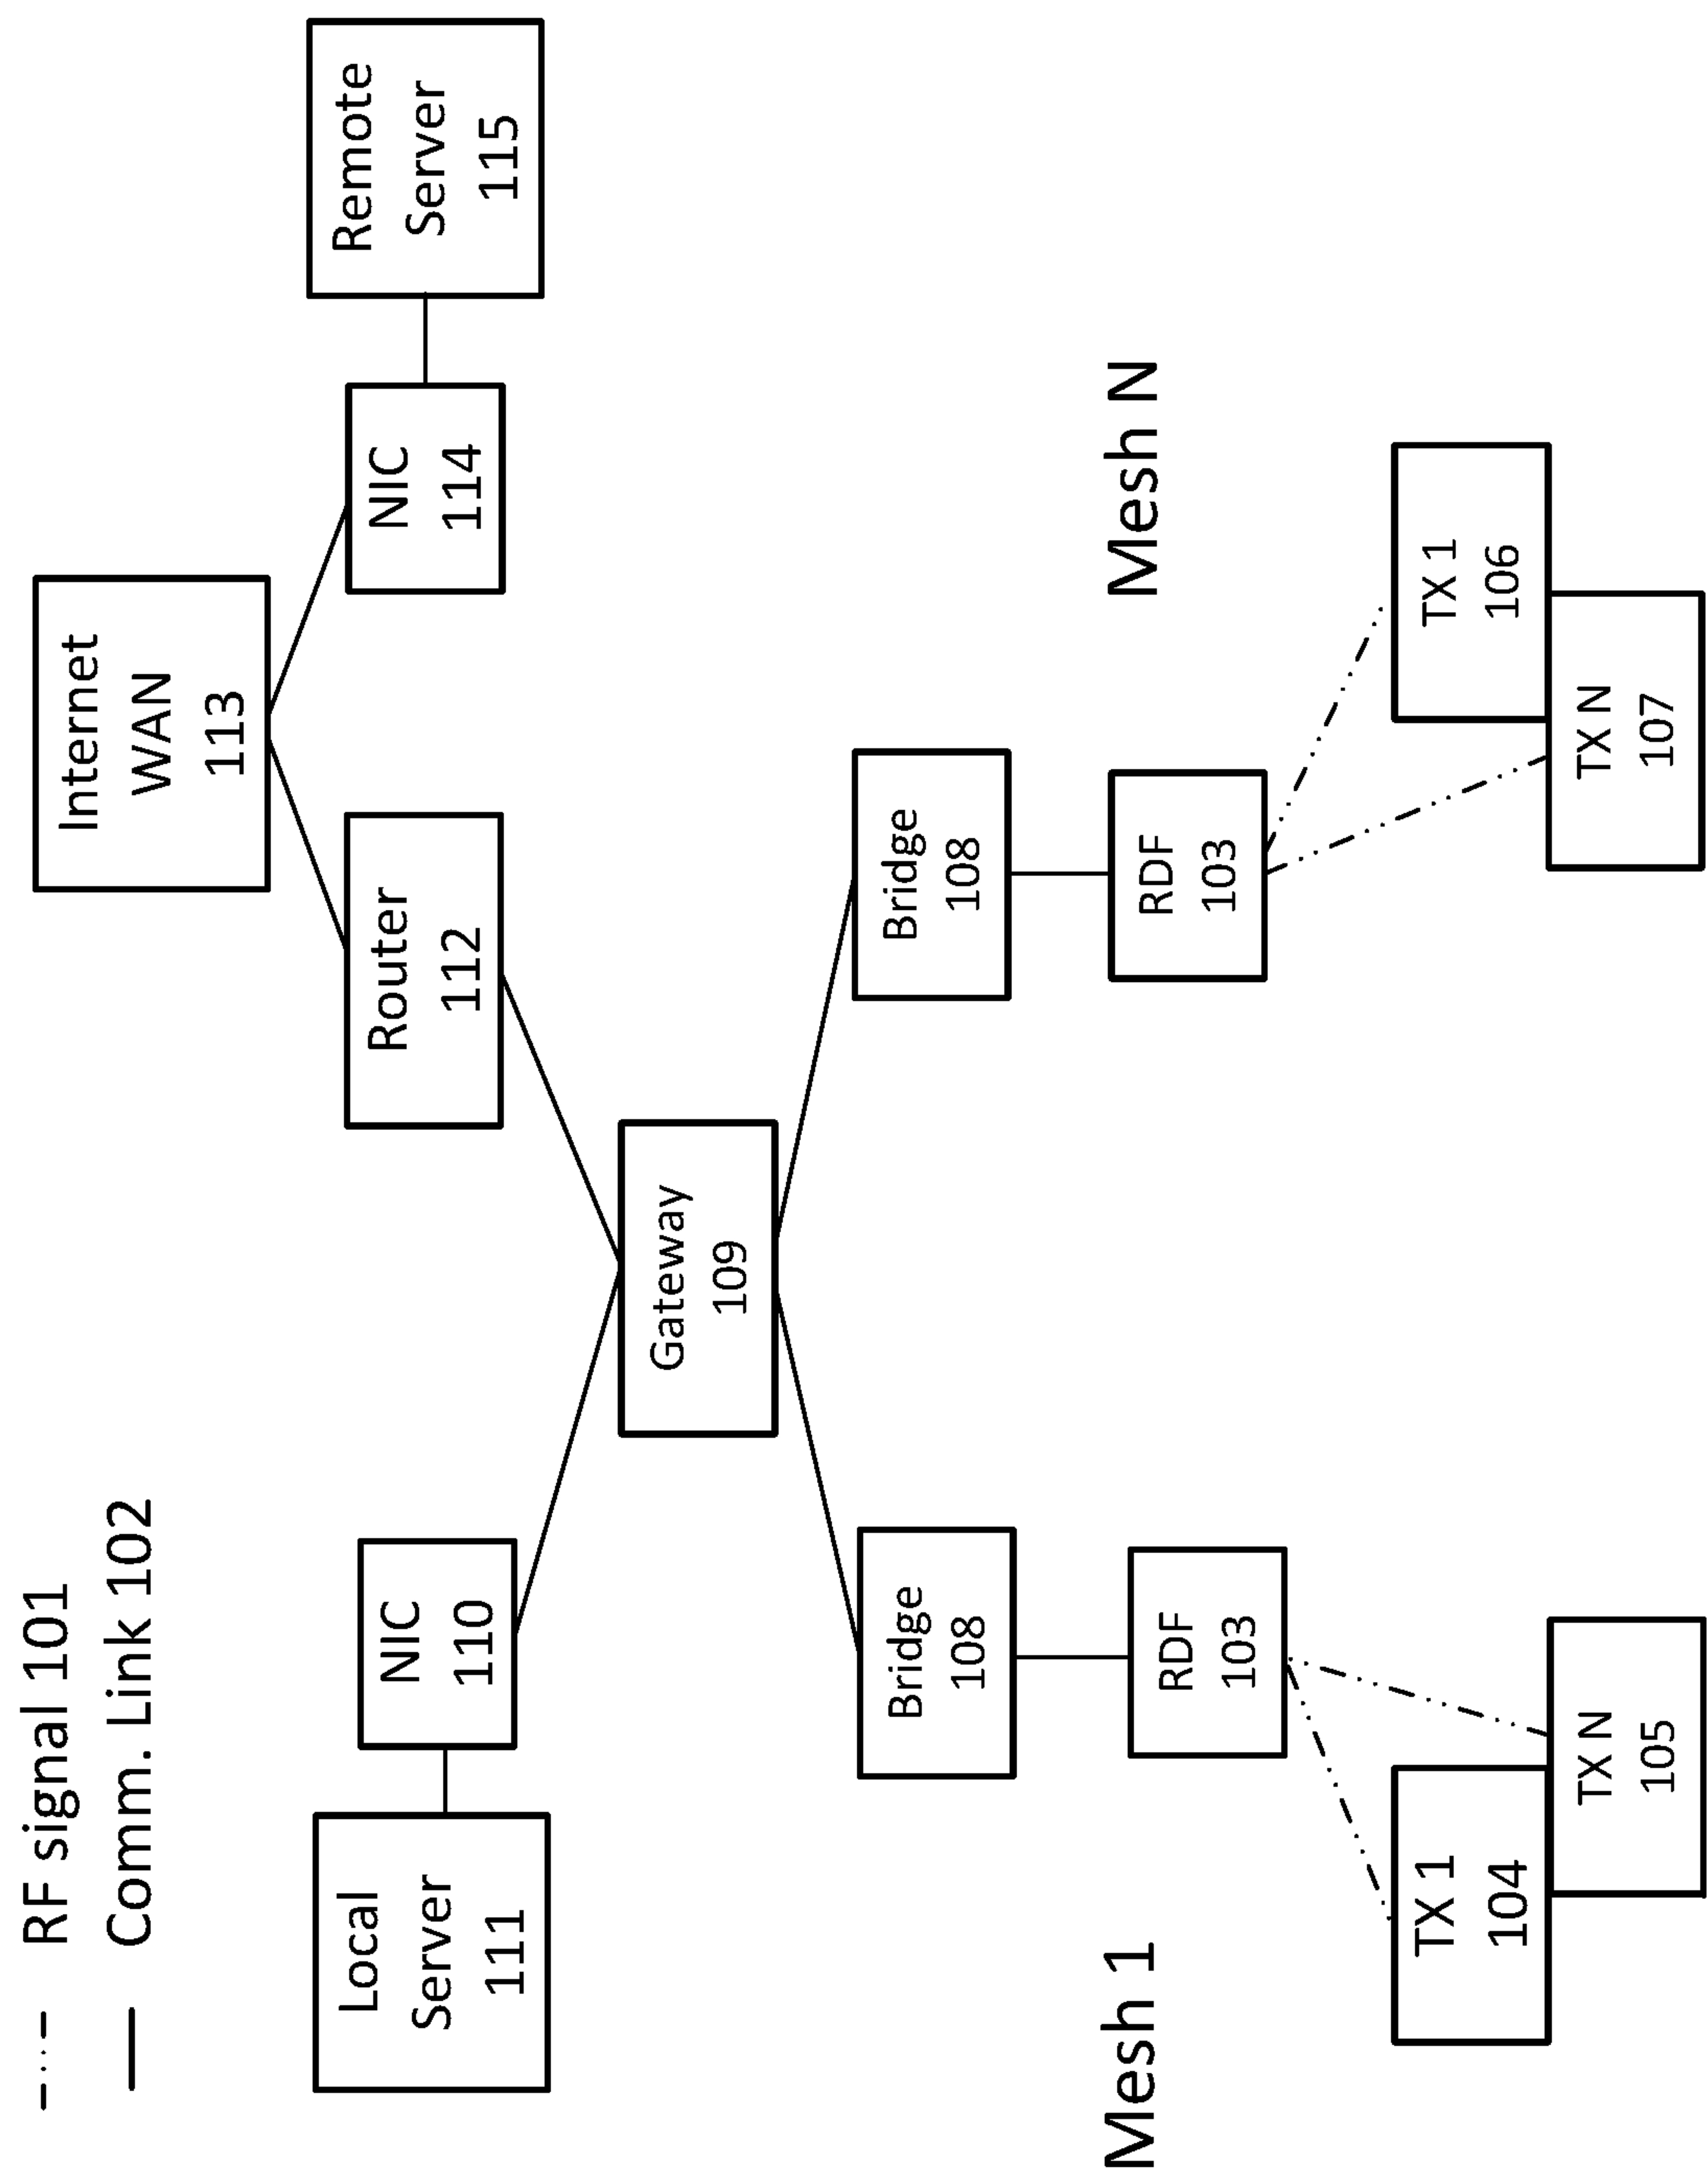 RF signal 101
Comm. Link 102
Internet
WAN
113
Local
Server
111
NIC
110
Router
112
NIC
114
Remote
Server
115
Gateway
109
Bridge
108
Bridge
108
Mesh 1
RDF
103
RDF
103
Mesh N
TX 1
104
TX N
105
TX N
107
TX 1
106